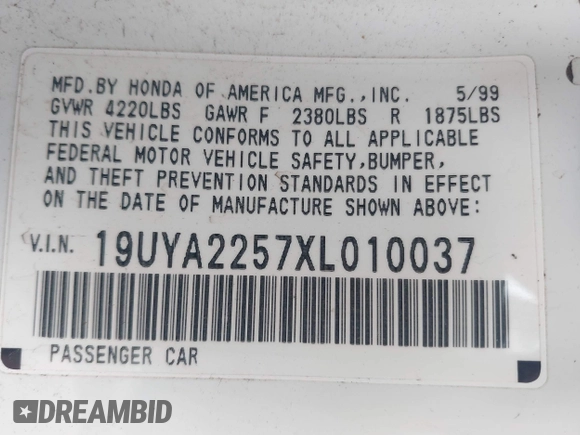 MFD.BY HONDA OF AMERICA MFG.,INC. 5/99
GVWR 4220LBS GAWR F 2380LBS R 1875LBS
THIS VEHICLE CONFORMS TO ALL APPLICABLE
FEDERAL MOTOR VEHICLE SAFETY,BUMPER,
AND THEFT PREVENTION STANDARDS IN EFFECT
ON THE DATE OF MANUFACTURE SHOWN ABOVE:
V.I.N. 19UYA2257XL010037
PASSENGER CAR
DREAMBID